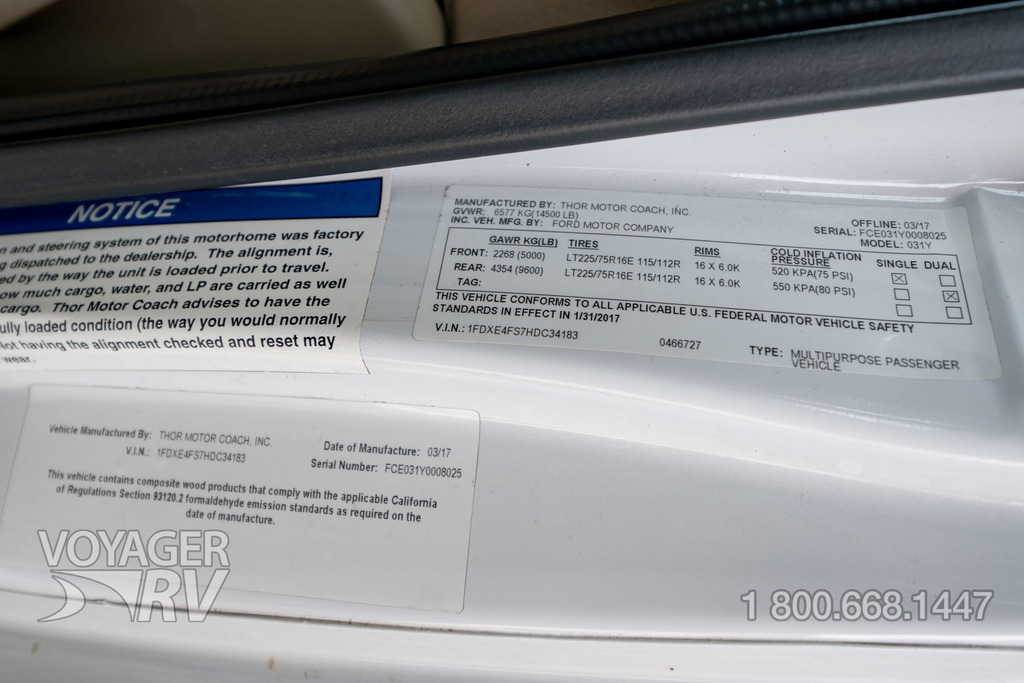 NOTICE
and steering system of this motorhome was factory
dispatched to the dealership. The alignment is,
by the way the unit is loaded prior to travel.
how much cargo, water, and LP are carried as well
cargo. Thor Motor Coach advises to have the
fully loaded condition (the way you would normally
having the alignment checked and reset may
wear.
MANUFACTURED BY: THOR MOTOR COACH, INC.
GVWR: 6577 KG(14500 LB)
INC. VEH. MFG. BY: FORD MOTOR COMPANY
OFFLINE: 03/17
SERIAL: FCE031Y0008025
MODEL: 031Y
GAWR KG(LB) TIRES RIMS COLD INFLATION PRESSURE SINGLE DUAL
FRONT: 2268 (5000) LT225/75R16E 115/112R 16 X 6.0K 520 KPA(75 PSI) ☒ ☐
REAR: 4354 (9600) LT225/75R16E 115/112R 16 X 6.0K 550 KPA(80 PSI) ☐ ☒
TAG: ☐ ☐
THIS VEHICLE CONFORMS TO ALL APPLICABLE U.S. FEDERAL MOTOR VEHICLE SAFETY
STANDARDS IN EFFECT IN 1/31/2017
V.I.N.: 1FDXE4FS7HDC34183 0466727 TYPE: MULTIPURPOSE PASSENGER
VEHICLE
Vehicle Manufactured By: THOR MOTOR COACH, INC. Date of Manufacture: 03/17
V.I.N.: 1FDXE4FS7HDC34183 Serial Number: FCE031Y0008025
This vehicle contains composite wood products that comply with the applicable California
of Regulations Section 93120.2 formaldehyde emission standards as required on the
date of manufacture.
VOYAGER
RV
1 800.668.1447